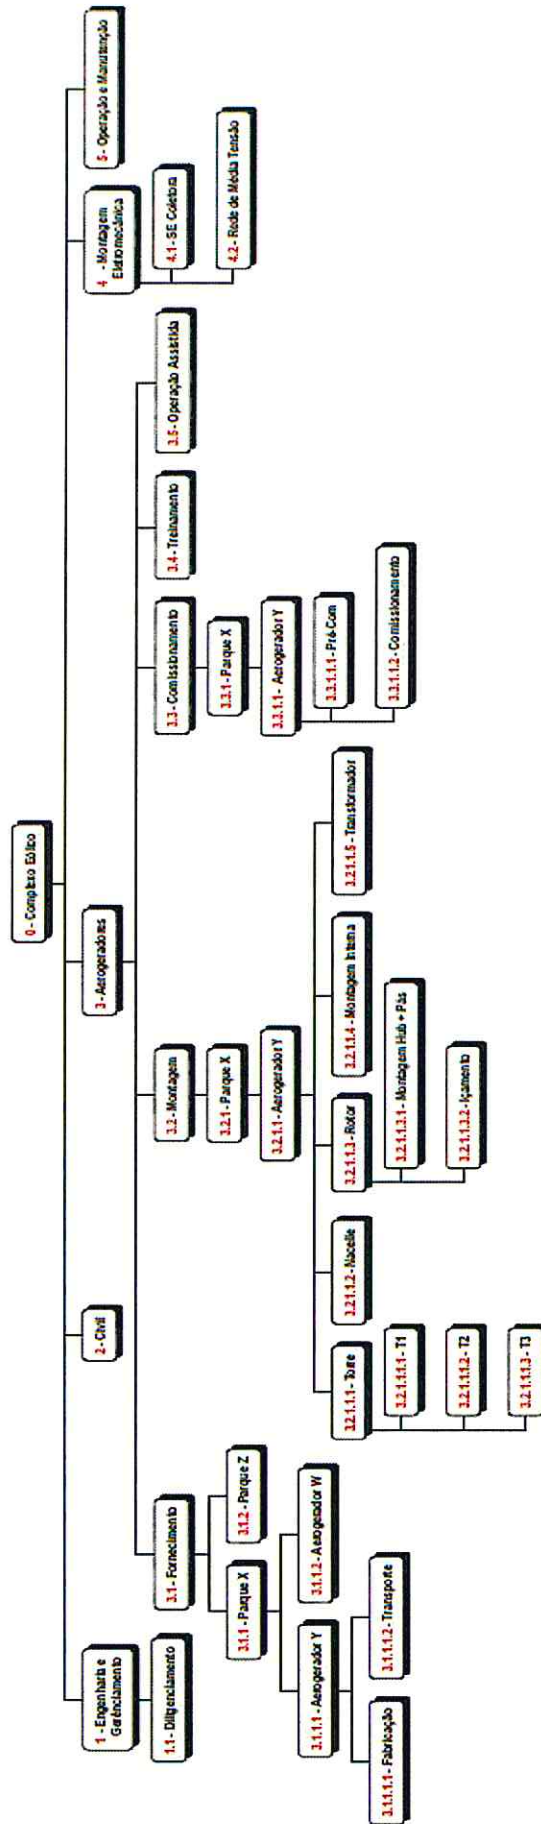 0 - Complexo Eólico
1 - Engenharia e
Gerênciamento
1.1 - Diligenciamento
2 - Civil
3 - Aerogeradores
3.1 - Fornecimento
3.1.1 - Parque X
3.1.1.1 - Aerogerador Y
3.1.1.1.1 - Fabricação
3.1.1.1.2 - Transporte
3.1.1.2 - Aerogerador W
3.1.2 - Parque Z
3.2 - Montagem
3.2.1 - Parque X
3.2.1.1 - Aerogerador Y
3.2.1.1.1 - Torre
3.2.1.1.1.1 - T1
3.2.1.1.1.2 - T2
3.2.1.1.1.3 - T3
3.2.1.1.2 - Nacelle
3.2.1.1.3 - Rotor
3.2.1.1.3.1 - Montagem Hub + Pás
3.2.1.1.3.2 - Içamento
3.2.1.1.4 - Montagem Interna
3.2.1.1.5 - Transformador
3.3 - Comissionamento
3.3.1 - Parque X
3.3.1.1 - Aerogerador Y
3.3.1.1.1 - Pré-Com
3.3.1.1.2 - Comissionamento
3.4 - Treinamento
3.5 - Operação Assistida
4 - Montagem
Eletromecânica
4.1 - SE Coletora
4.2 - Rede de Média Tensão
5 - Operação e Manutenção